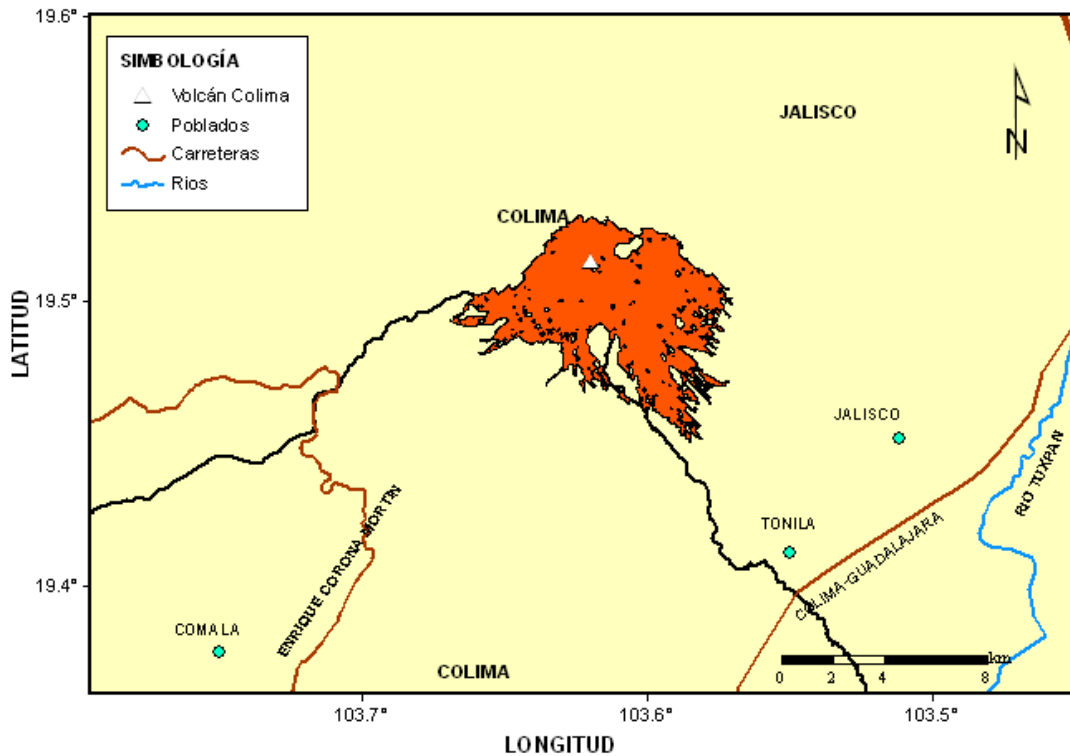 19.6°
SIMBOLOGÍA
Volcán Colima
Poblados
Carreteras
Rios
JALISCO
N
COLIMA
19.5°
LATITUD
JALISCO
RIO TUXPAN
TONILA
COLIMA-GUADALAJARA
ENRIQUE CORONA MORTIN
19.4°
COMALA
COLIMA
km
0 2 4 8
103.7° 103.6° 103.5°
LONGITUD